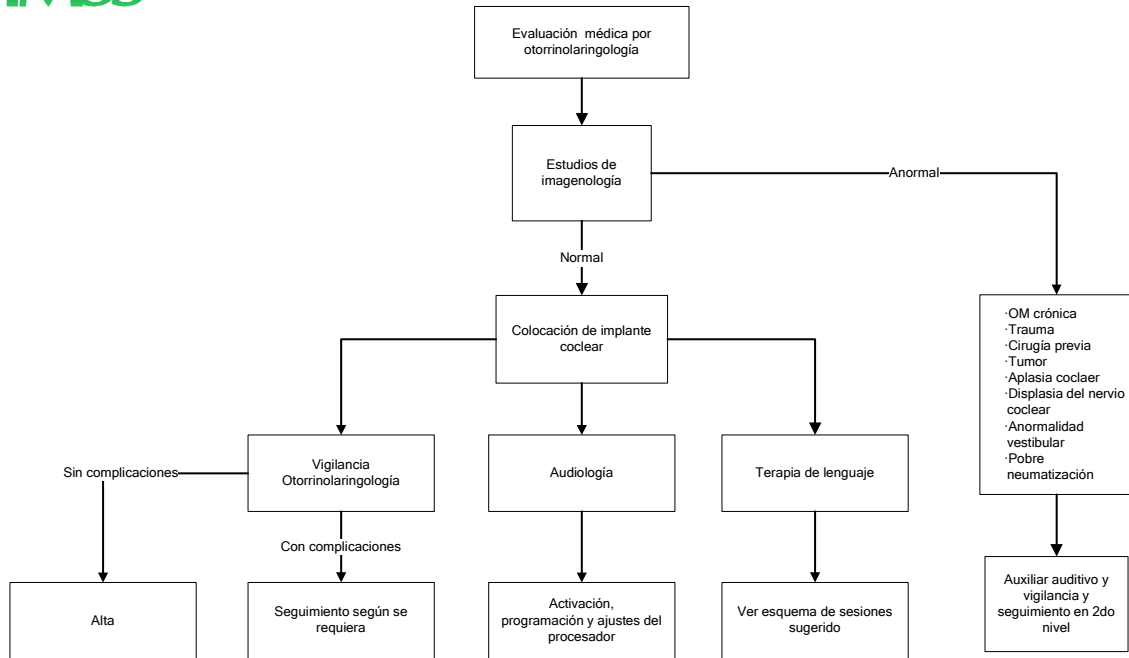 Evaluación médica por
otorrinolaringología
Estudios de
imagenología
Anormal
Normal
Colocación de implante
coclear
·OM crónica
·Trauma
·Cirugía previa
·Tumor
·Aplasia coclaer
·Displasia del nervio
coclear
·Anormalidad
vestibular
·Pobre
neumatización
Sin complicaciones
Vigilancia
Otorrinolaringología
Audiología
Terapia de lenguaje
Con complicaciones
Alta
Seguimiento según se
requiera
Activación,
programación y ajustes del
procesador
Ver esquema de sesiones
sugerido
Auxiliar auditivo y
vigilancia y
seguimiento en 2do
nivel